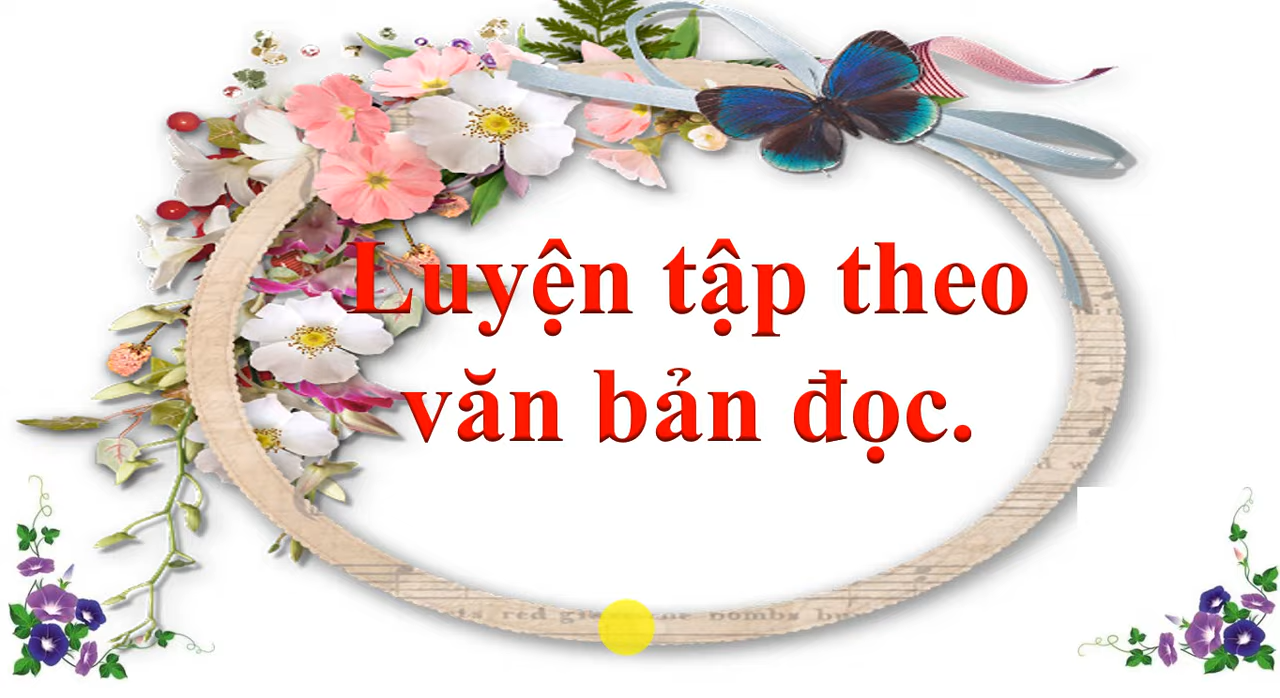 Luyện tập theo
văn bản đọc.